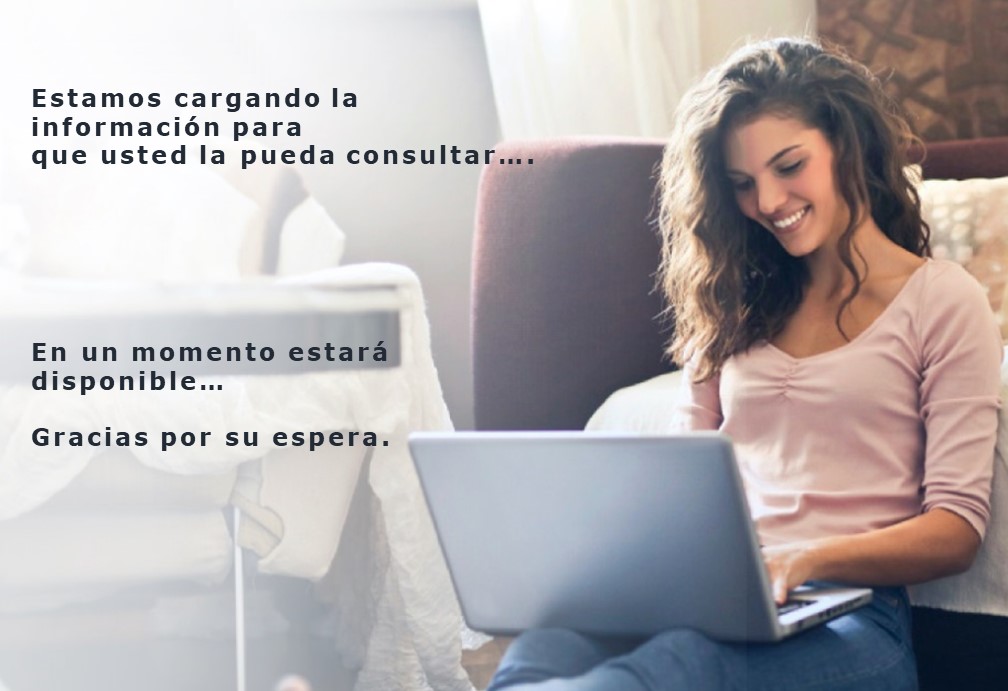 Estamos cargando la
información para
que usted la pueda consultar….
En un momento estará
disponible…
Gracias por su espera.